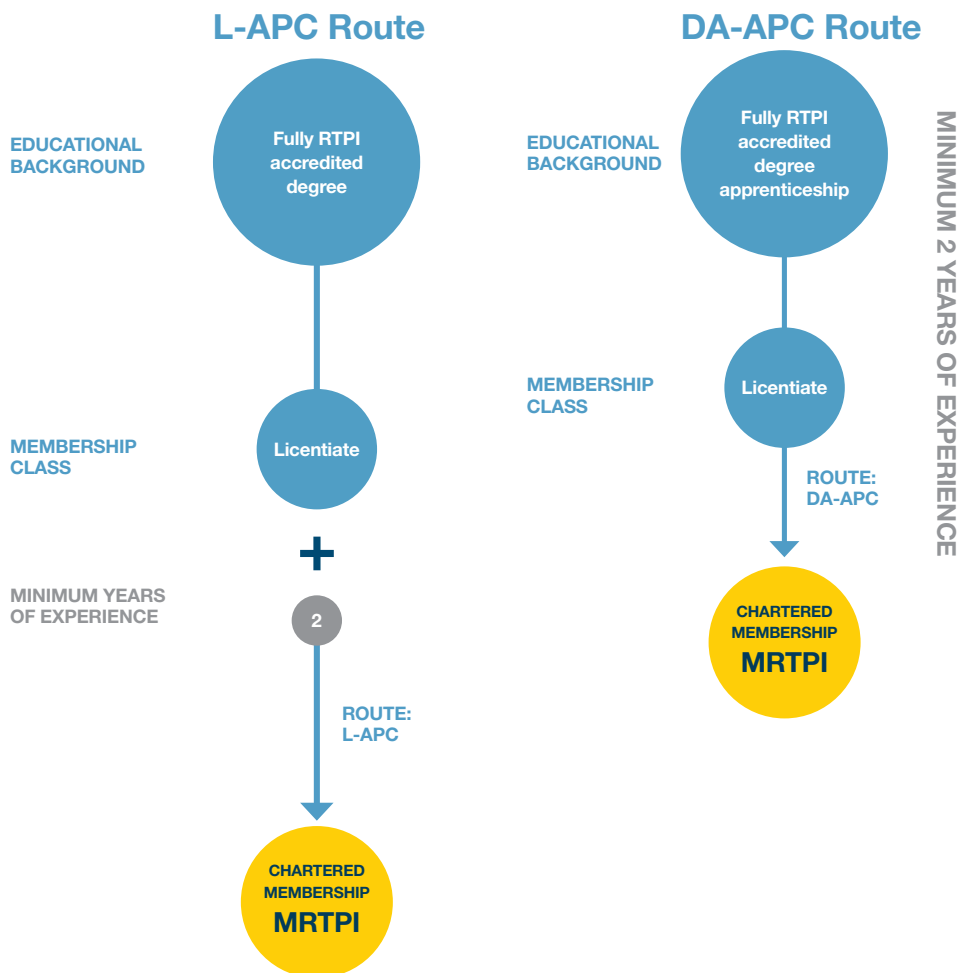 L-APC Route
EDUCATIONAL
BACKGROUND
Fully RTPI
accredited
degree
MEMBERSHIP
CLASS
Licentiate
+
MINIMUM YEARS
OF EXPERIENCE
2
ROUTE:
L-APC
CHARTERED
MEMBERSHIP
MRTPI
DA-APC Route
EDUCATIONAL
BACKGROUND
Fully RTPI
accredited
degree
apprenticeship
MEMBERSHIP
CLASS
Licentiate
ROUTE:
DA-APC
CHARTERED
MEMBERSHIP
MRTPI
MINIMUM 2 YEARS OF EXPERIENCE